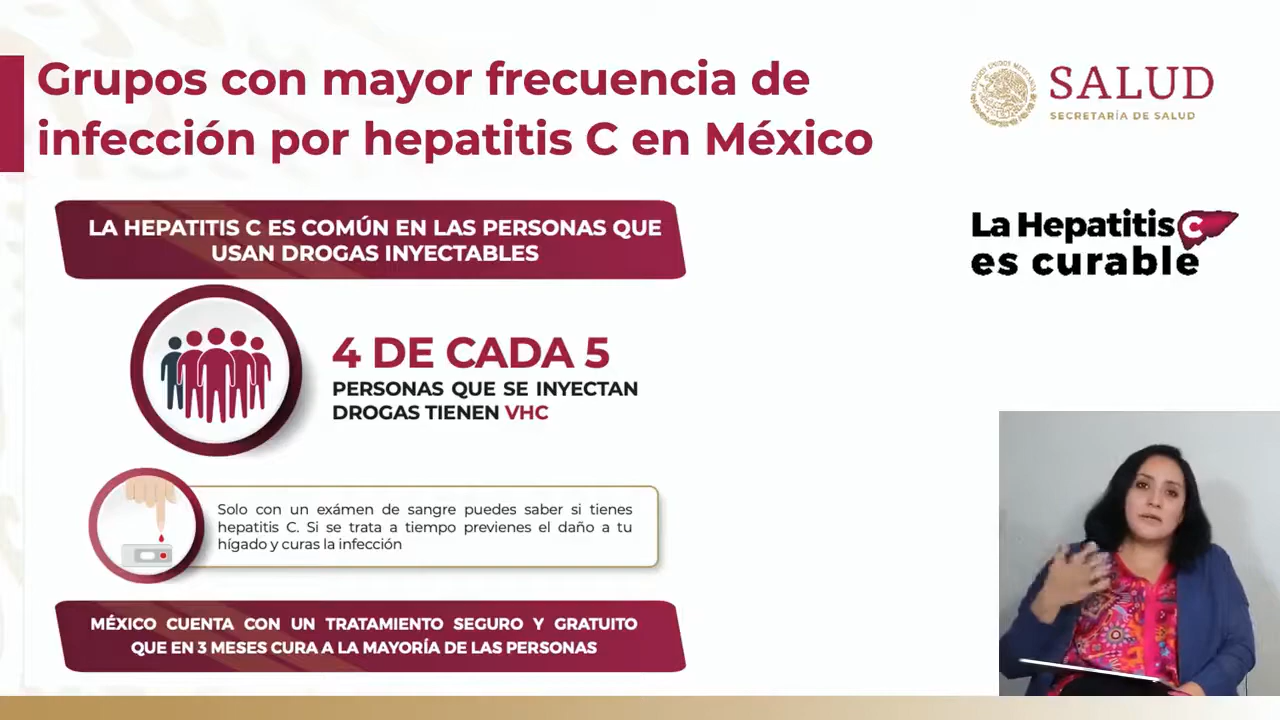 Grupos con mayor frecuencia de
infección por hepatitis C en México
SALUD
SECRETARÍA DE SALUD
ESTADOS UNIDOS MEXICANOS
LA HEPATITIS C ES COMÚN EN LAS PERSONAS QUE
USAN DROGAS INYECTABLES
La Hepatitis C
es curable
4 DE CADA 5
PERSONAS QUE SE INYECTAN
DROGAS TIENEN VHC
Solo con un exámen de sangre puedes saber si tienes
hepatitis C. Si se trata a tiempo previenes el daño a tu
hígado y curas la infección
MÉXICO CUENTA CON UN TRATAMIENTO SEGURO Y GRATUITO
QUE EN 3 MESES CURA A LA MAYORÍA DE LAS PERSONAS